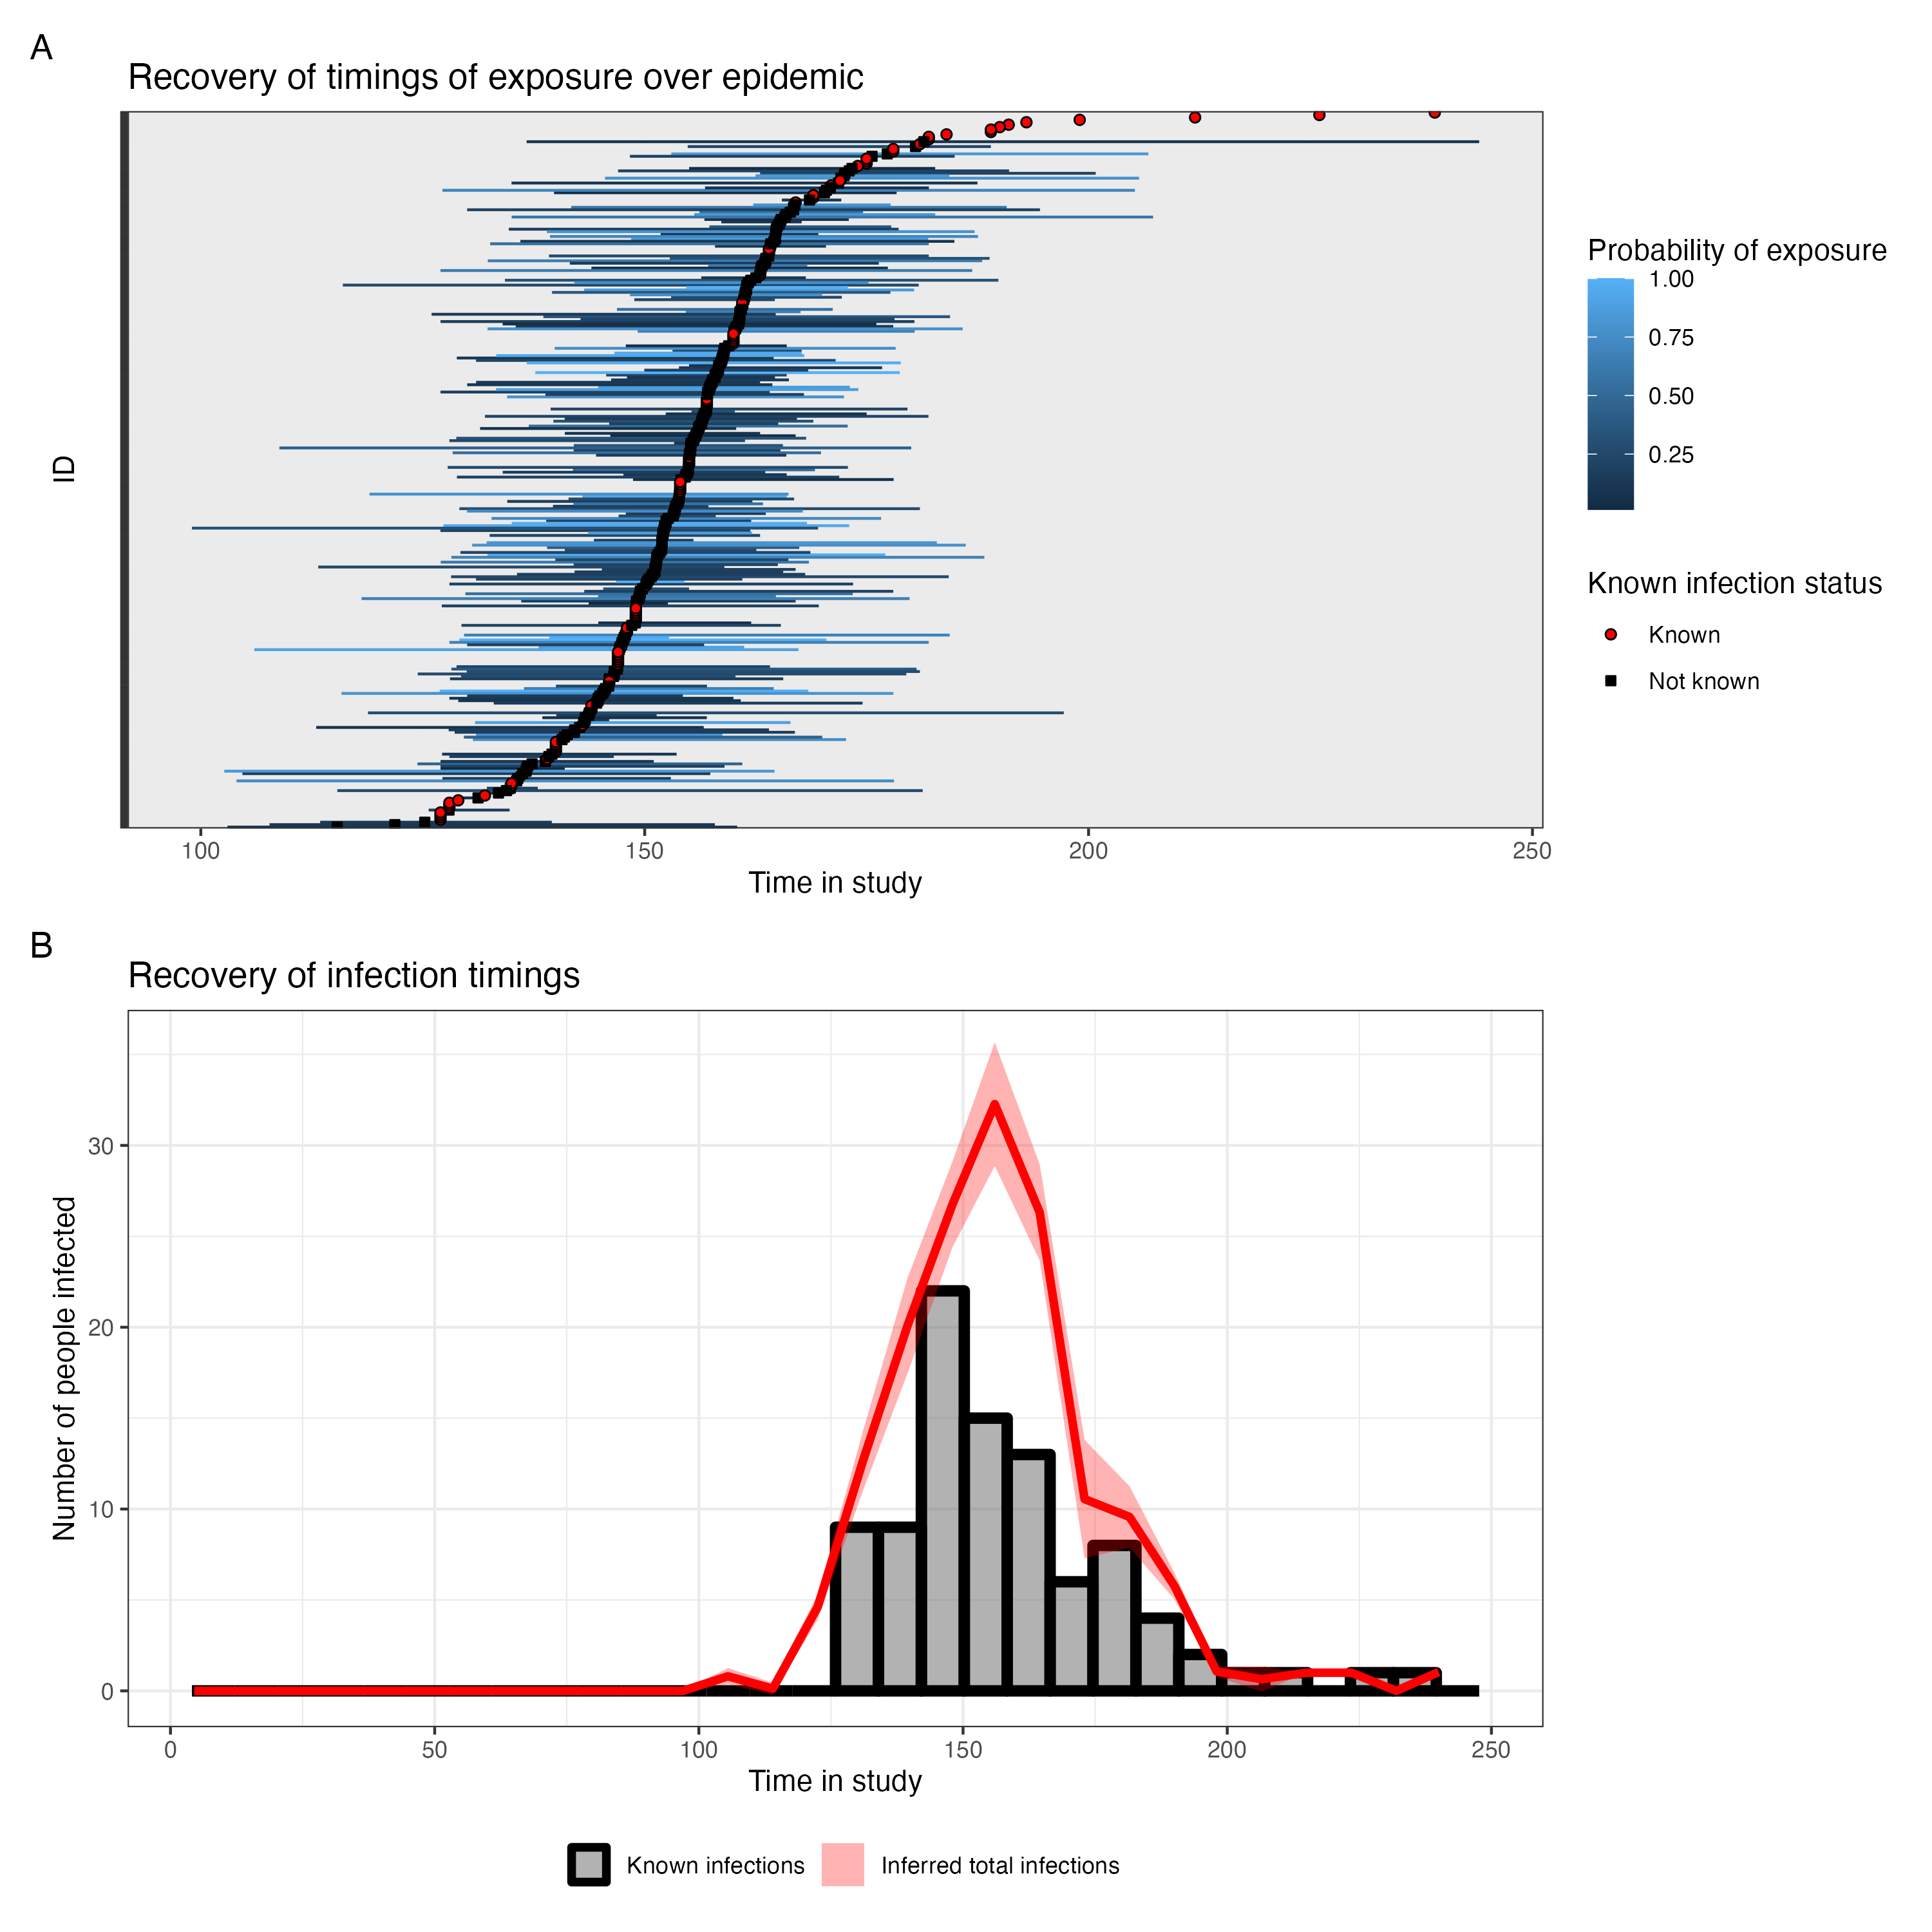 A
Recovery of timings of exposure over epidemic
ID
100 150 200 250
Time in study
Probability of exposure
1.00
0.75
0.50
0.25
Known infection status
Known
Not known
B
Recovery of infection timings
Number of people infected
30
20
10
0
0 50 100 150 200 250
Time in study
Known infections Inferred total infections